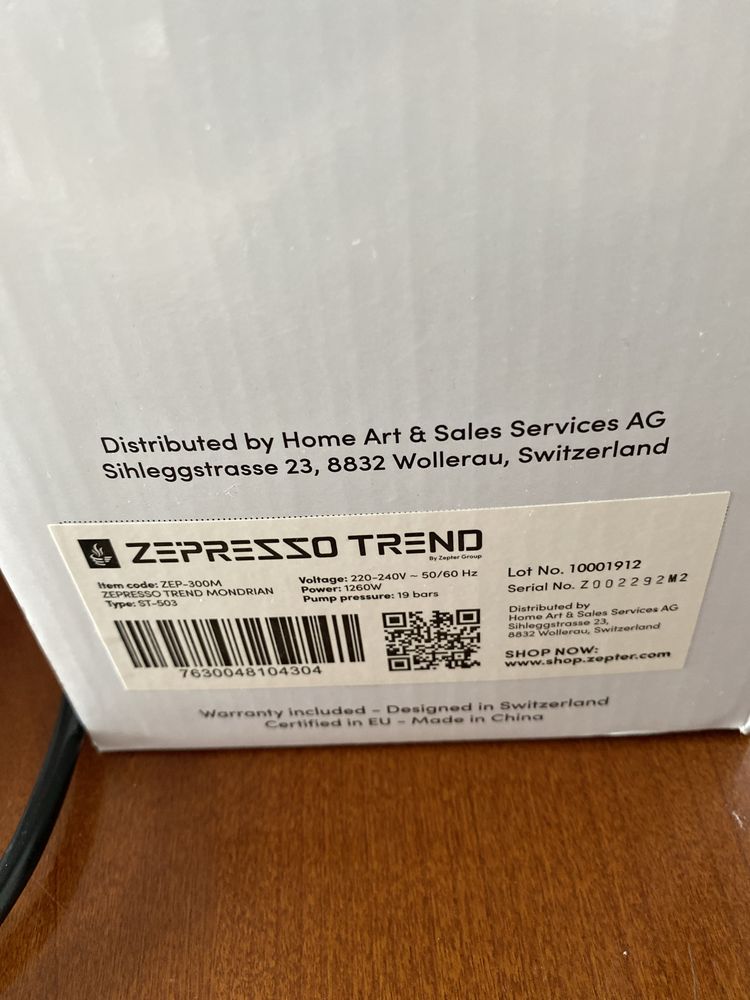 Distributed by Home Art & Sales Services AG
Sihleggstrasse 23, 8832 Wollerau, Switzerland
ZEPRESSO TREND
By Zepter Group
Item code: ZEP-300M
ZEPRESSO TREND MONDRIAN
Type: ST-503
Voltage: 220-240V ~ 50/60 Hz
Power: 1260W
Pump pressure: 19 bars
7630048104304
Lot No. 10001912
Serial No. Z002292M2
Distributed by
Home Art & Sales Services AG
Sihleggstrasse 23,
8832 Wollerau, Switzerland
SHOP NOW:
www.shop.zepter.com
Warranty included - Designed in Switzerland
Certified in EU - Made in China